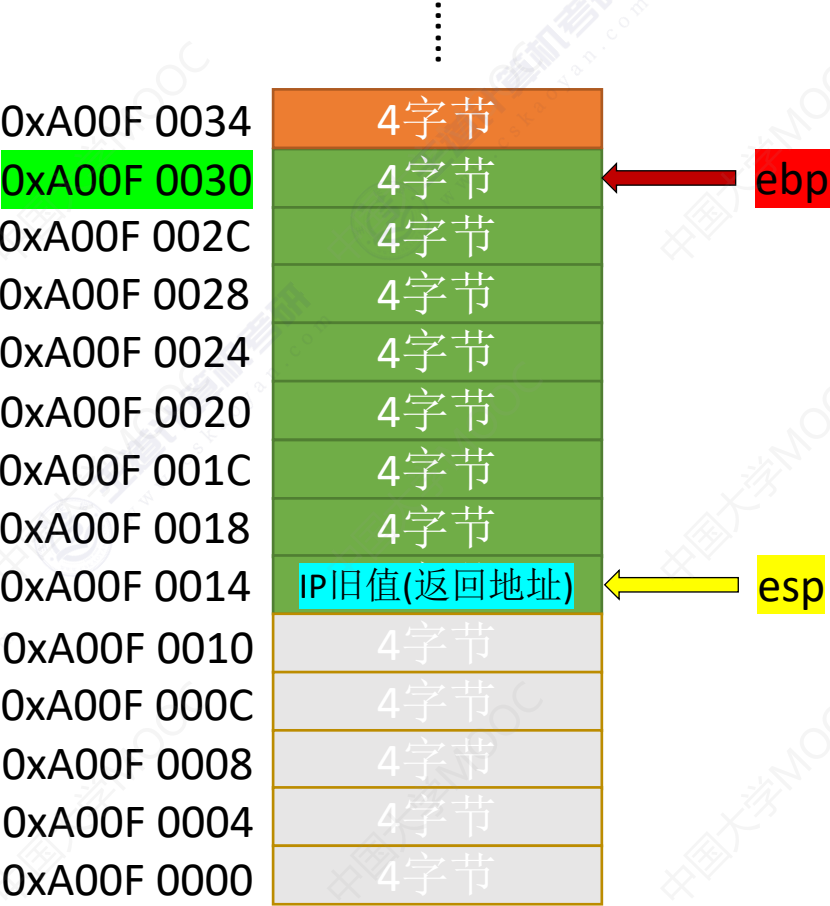 0xA00F 0034 4字节
0xA00F 0030 4字节 ebp
0xA00F 002C 4字节
0xA00F 0028 4字节
0xA00F 0024 4字节
0xA00F 0020 4字节
0xA00F 001C 4字节
0xA00F 0018 4字节
0xA00F 0014 IP旧值(返回地址) esp
0xA00F 0010 4字节
0xA00F 000C 4字节
0xA00F 0008 4字节
0xA00F 0004 4字节
0xA00F 0000 4字节